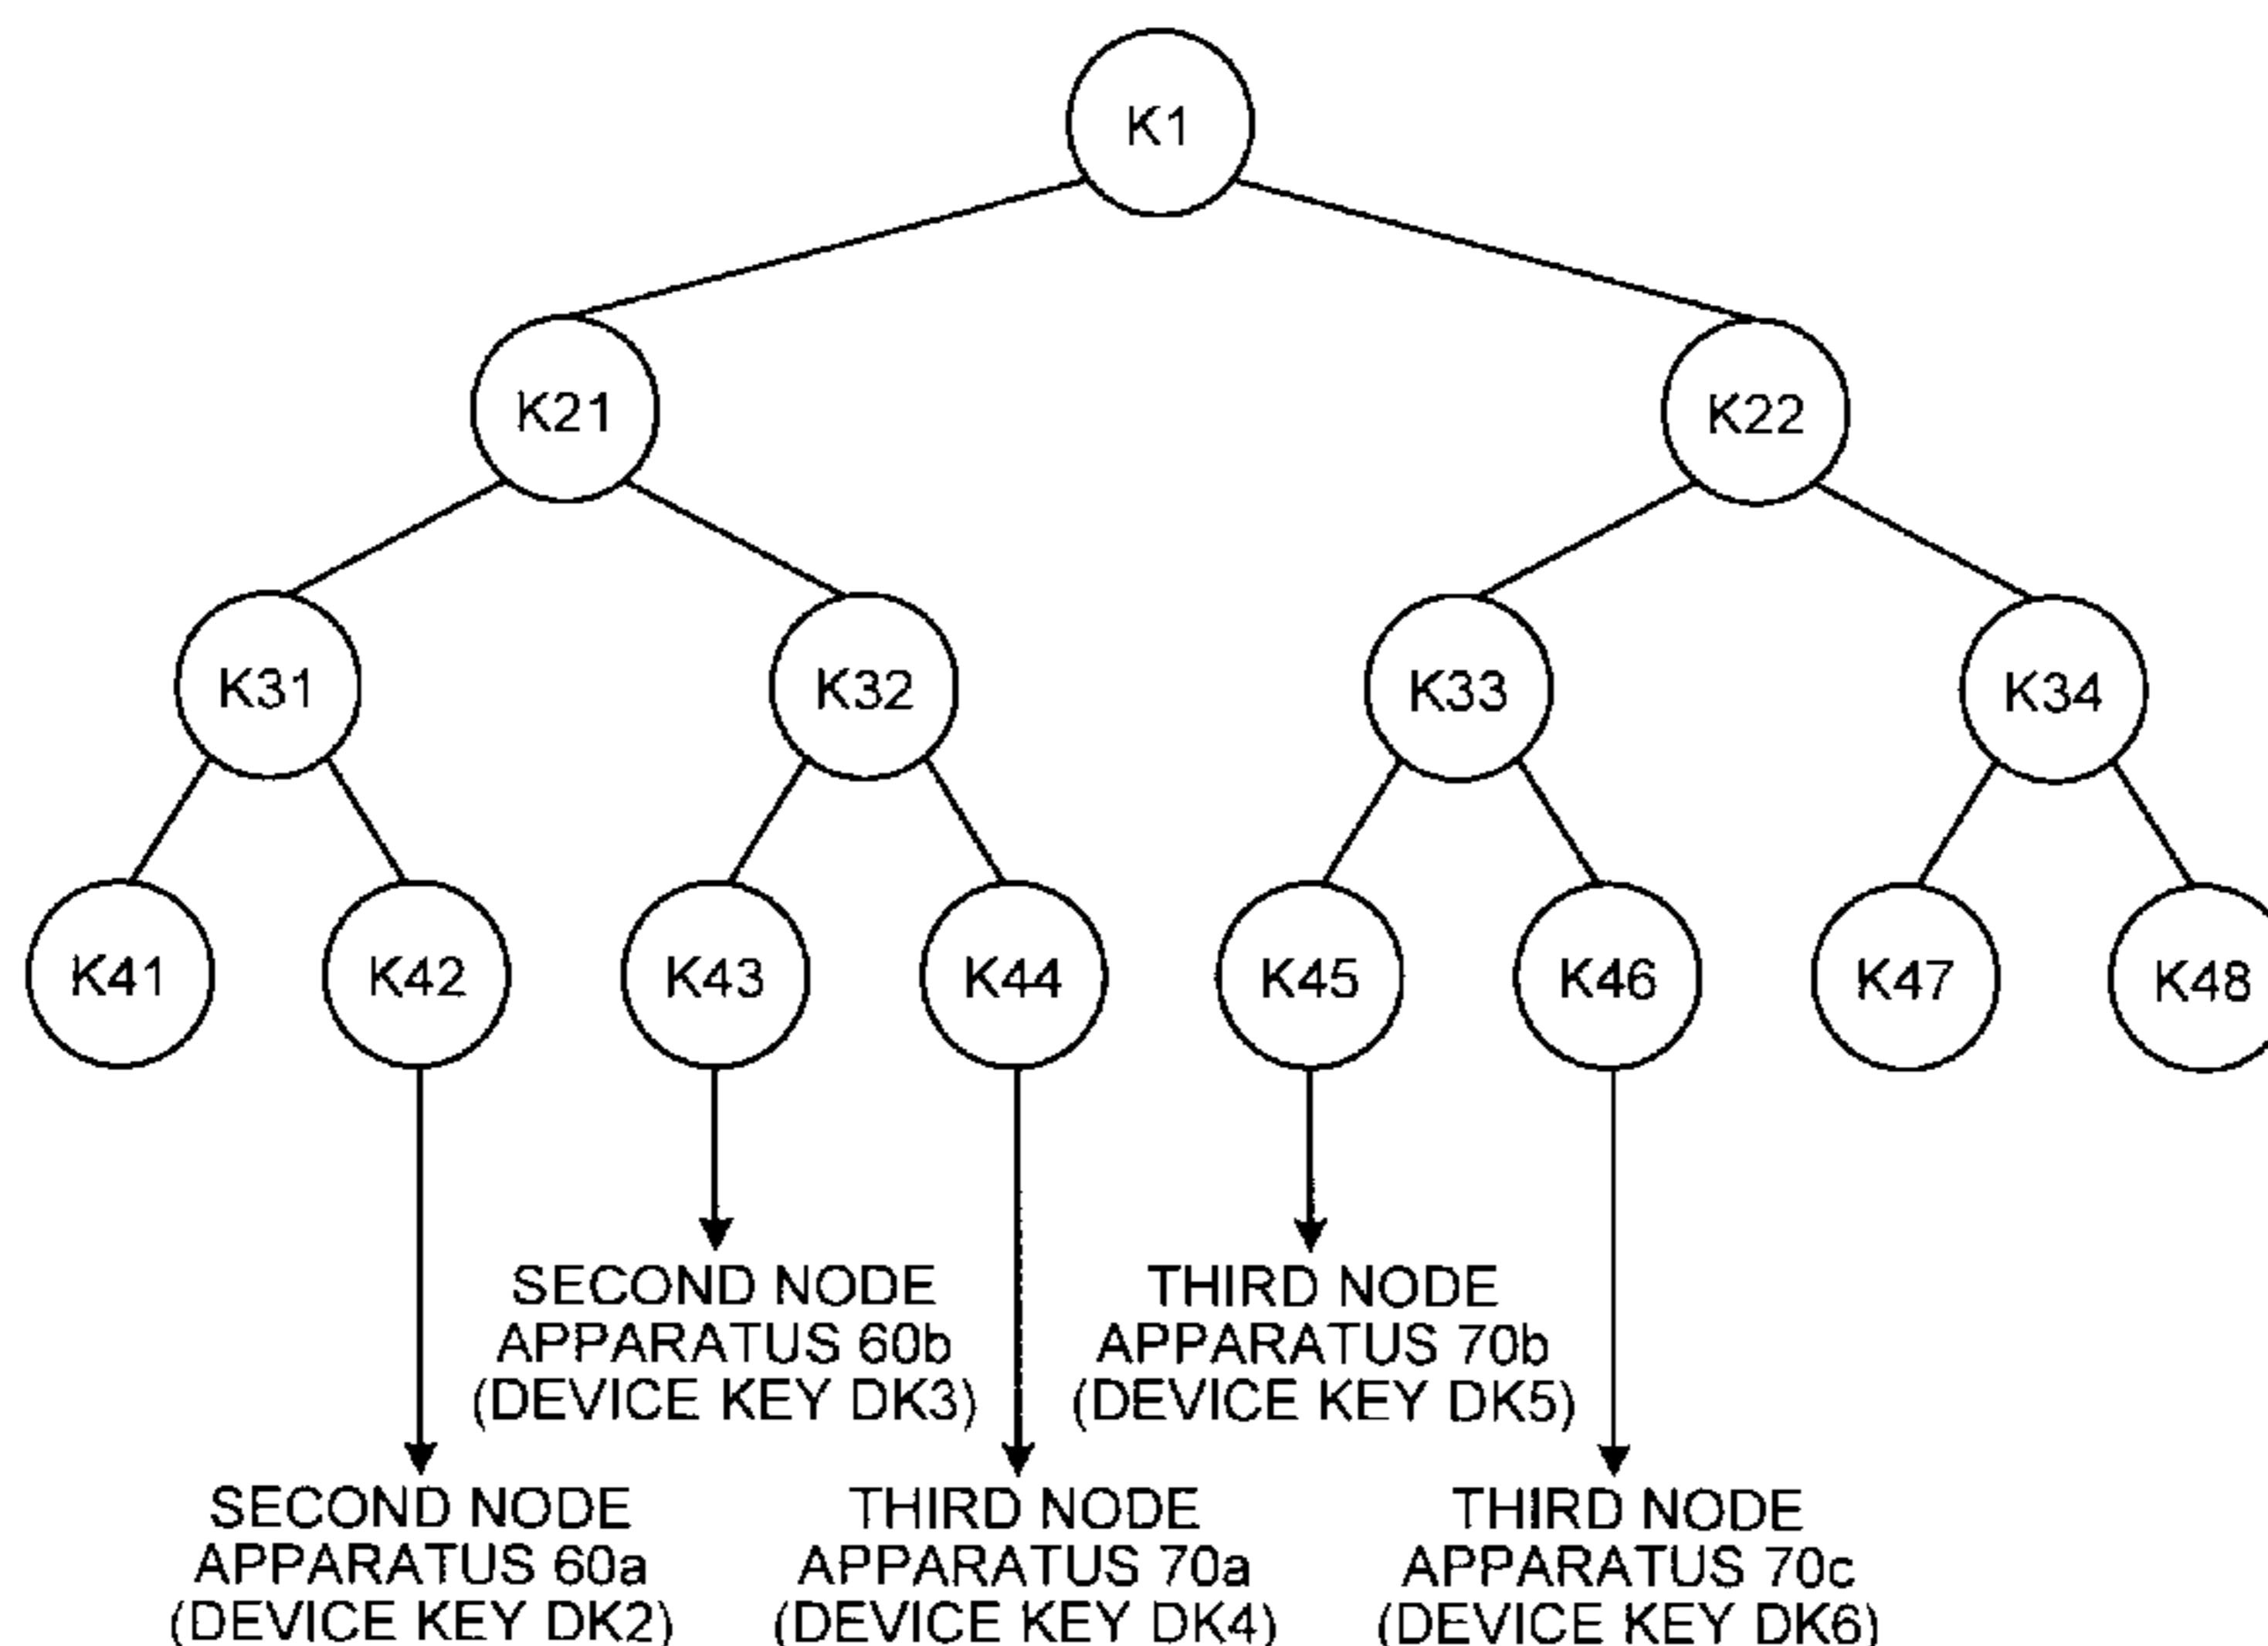 K1
K21
K22
K31
K32
K33
K34
K41
K42
K43
K44
K45
K46
K47
K48
SECOND NODE
APPARATUS 60b
(DEVICE KEY DK3)
THIRD NODE
APPARATUS 70b
(DEVICE KEY DK5)
SECOND NODE
APPARATUS 60a
(DEVICE KEY DK2)
THIRD NODE
APPARATUS 70a
(DEVICE KEY DK4)
THIRD NODE
APPARATUS 70c
(DEVICE KEY DK6)